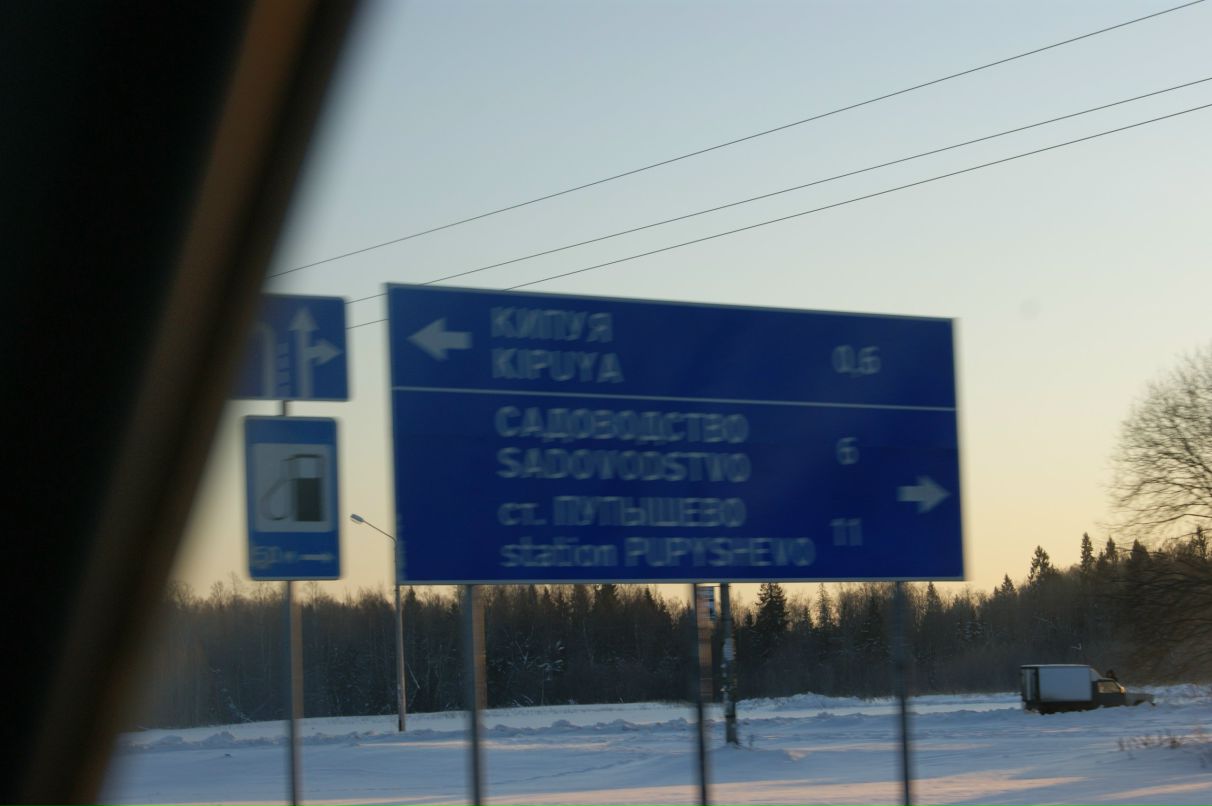 КИПУЯ
KIPUYA
0,6
САДОВОДСТВО
SADOVODSTVO
6
ст. ПУПЫШЕВО
station PUPYSHEVO
11